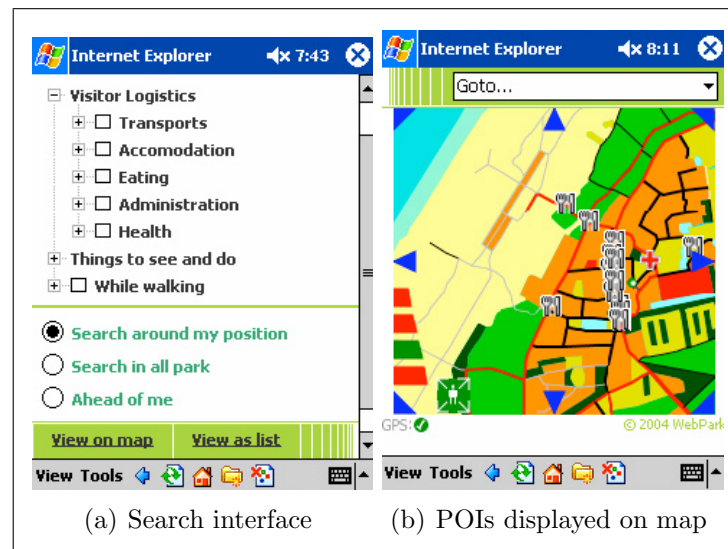 Internet Explorer 7:43
Visitor Logistics
Transports
Accomodation
Eating
Administration
Health
Things to see and do
While walking
Search around my position
Search in all park
Ahead of me
View on map View as list
View Tools
(a) Search interface
Internet Explorer 8:11
Goto...
GPS: © 2004 WebPark
View Tools
(b) POIs displayed on map